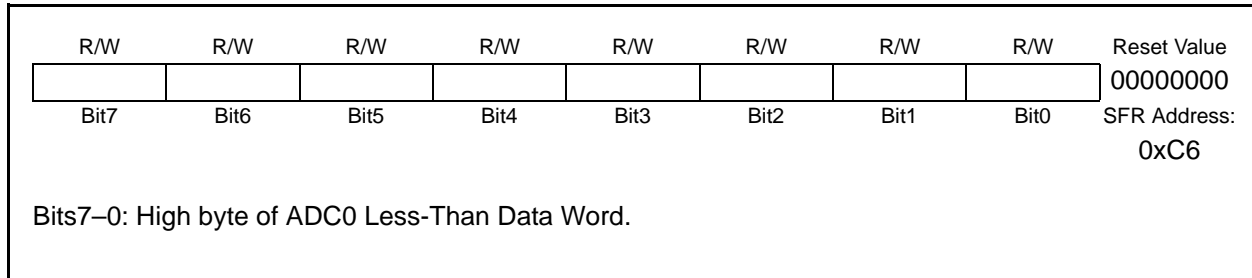 R/W R/W R/W R/W R/W R/W R/W R/W Reset Value
00000000
Bit7 Bit6 Bit5 Bit4 Bit3 Bit2 Bit1 Bit0 SFR Address:
0xC6
Bits7–0: High byte of ADC0 Less-Than Data Word.